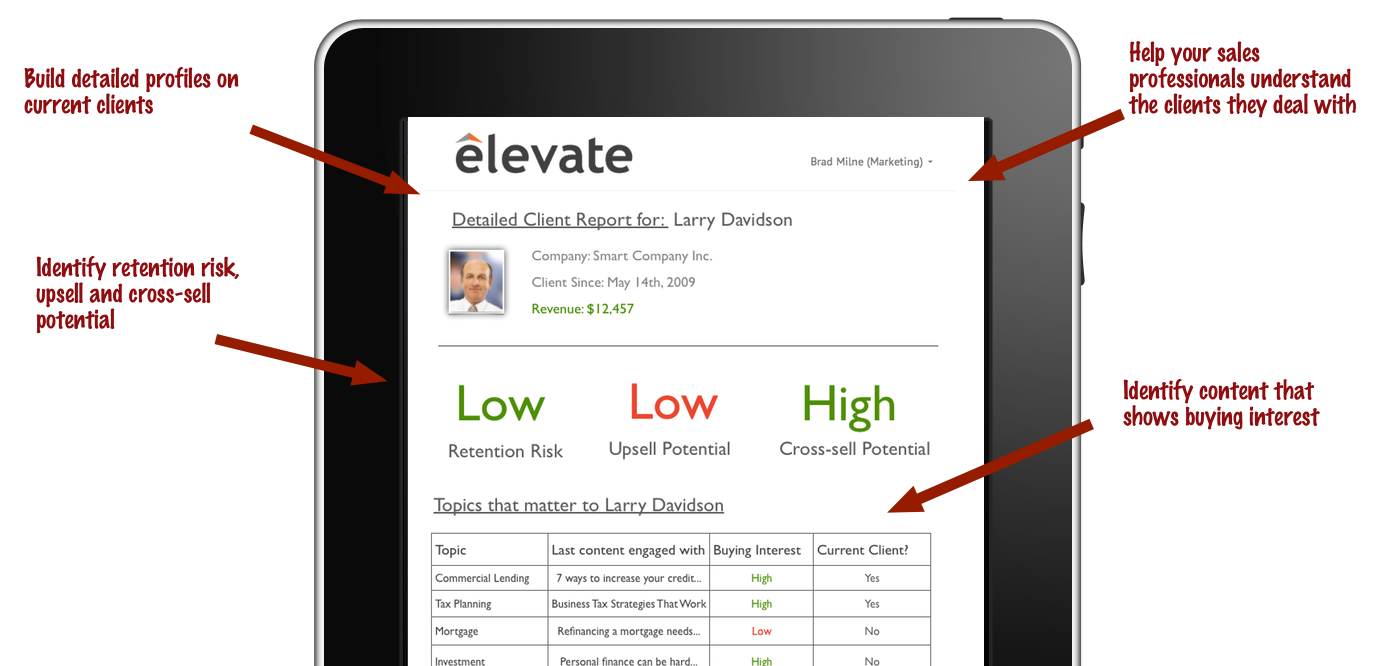 Build detailed profiles on
current clients
Help your sales
professionals understand
the clients they deal with
êlevate
Brad Milne (Marketing)
Detailed Client Report for: Larry Davidson
Company: Smart Company Inc.
Client Since: May 14th, 2009
Revenue: $12,457
Identify retention risk,
upsell and cross-sell
potential
Low
Low
High
Retention Risk
Upsell Potential
Cross-sell Potential
Identify content that
shows buying interest
Topics that matter to Larry Davidson
Topic Last content engaged with Buying Interest Current Client?
Commercial Lending 7 ways to increase your credit... High Yes
Tax Planning Business Tax Strategies That Work High Yes
Mortgage Refinancing a mortgage needs... Low No
Investment Personal finance can be hard... High No